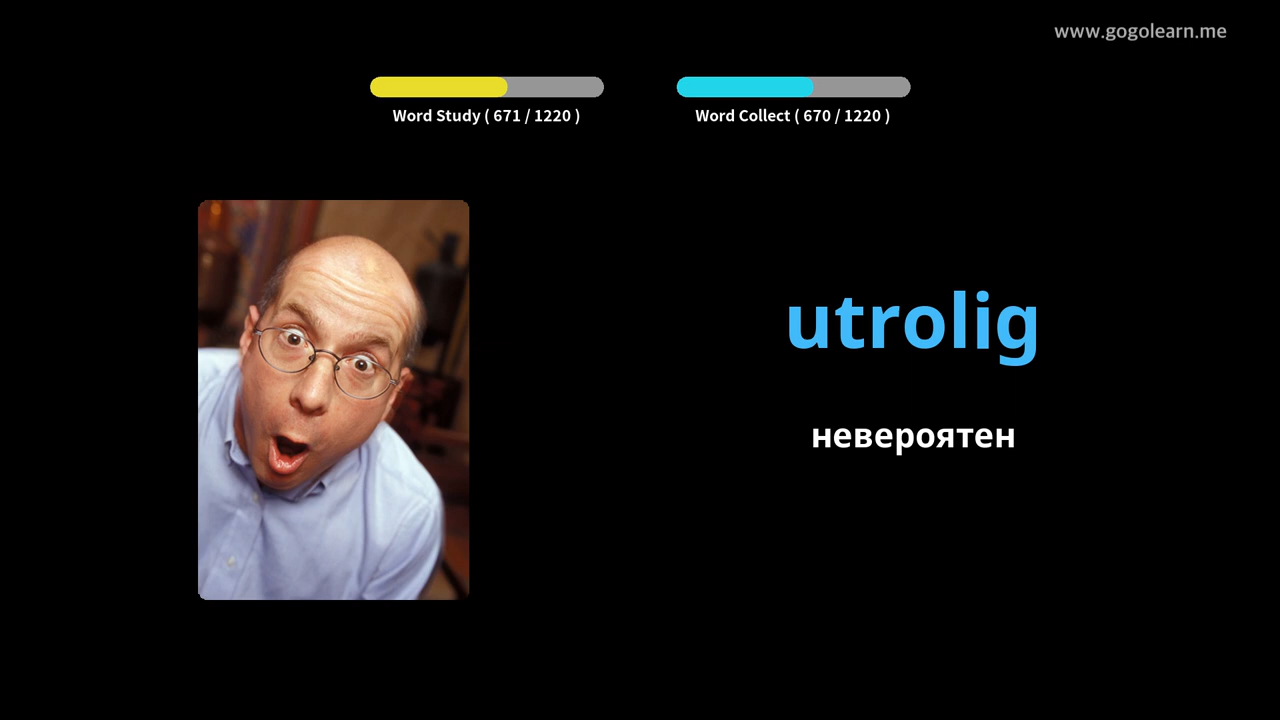 www.gogolearn.me
Word Study ( 671 / 1220 )
Word Collect ( 670 / 1220 )
utrolig
невероятен